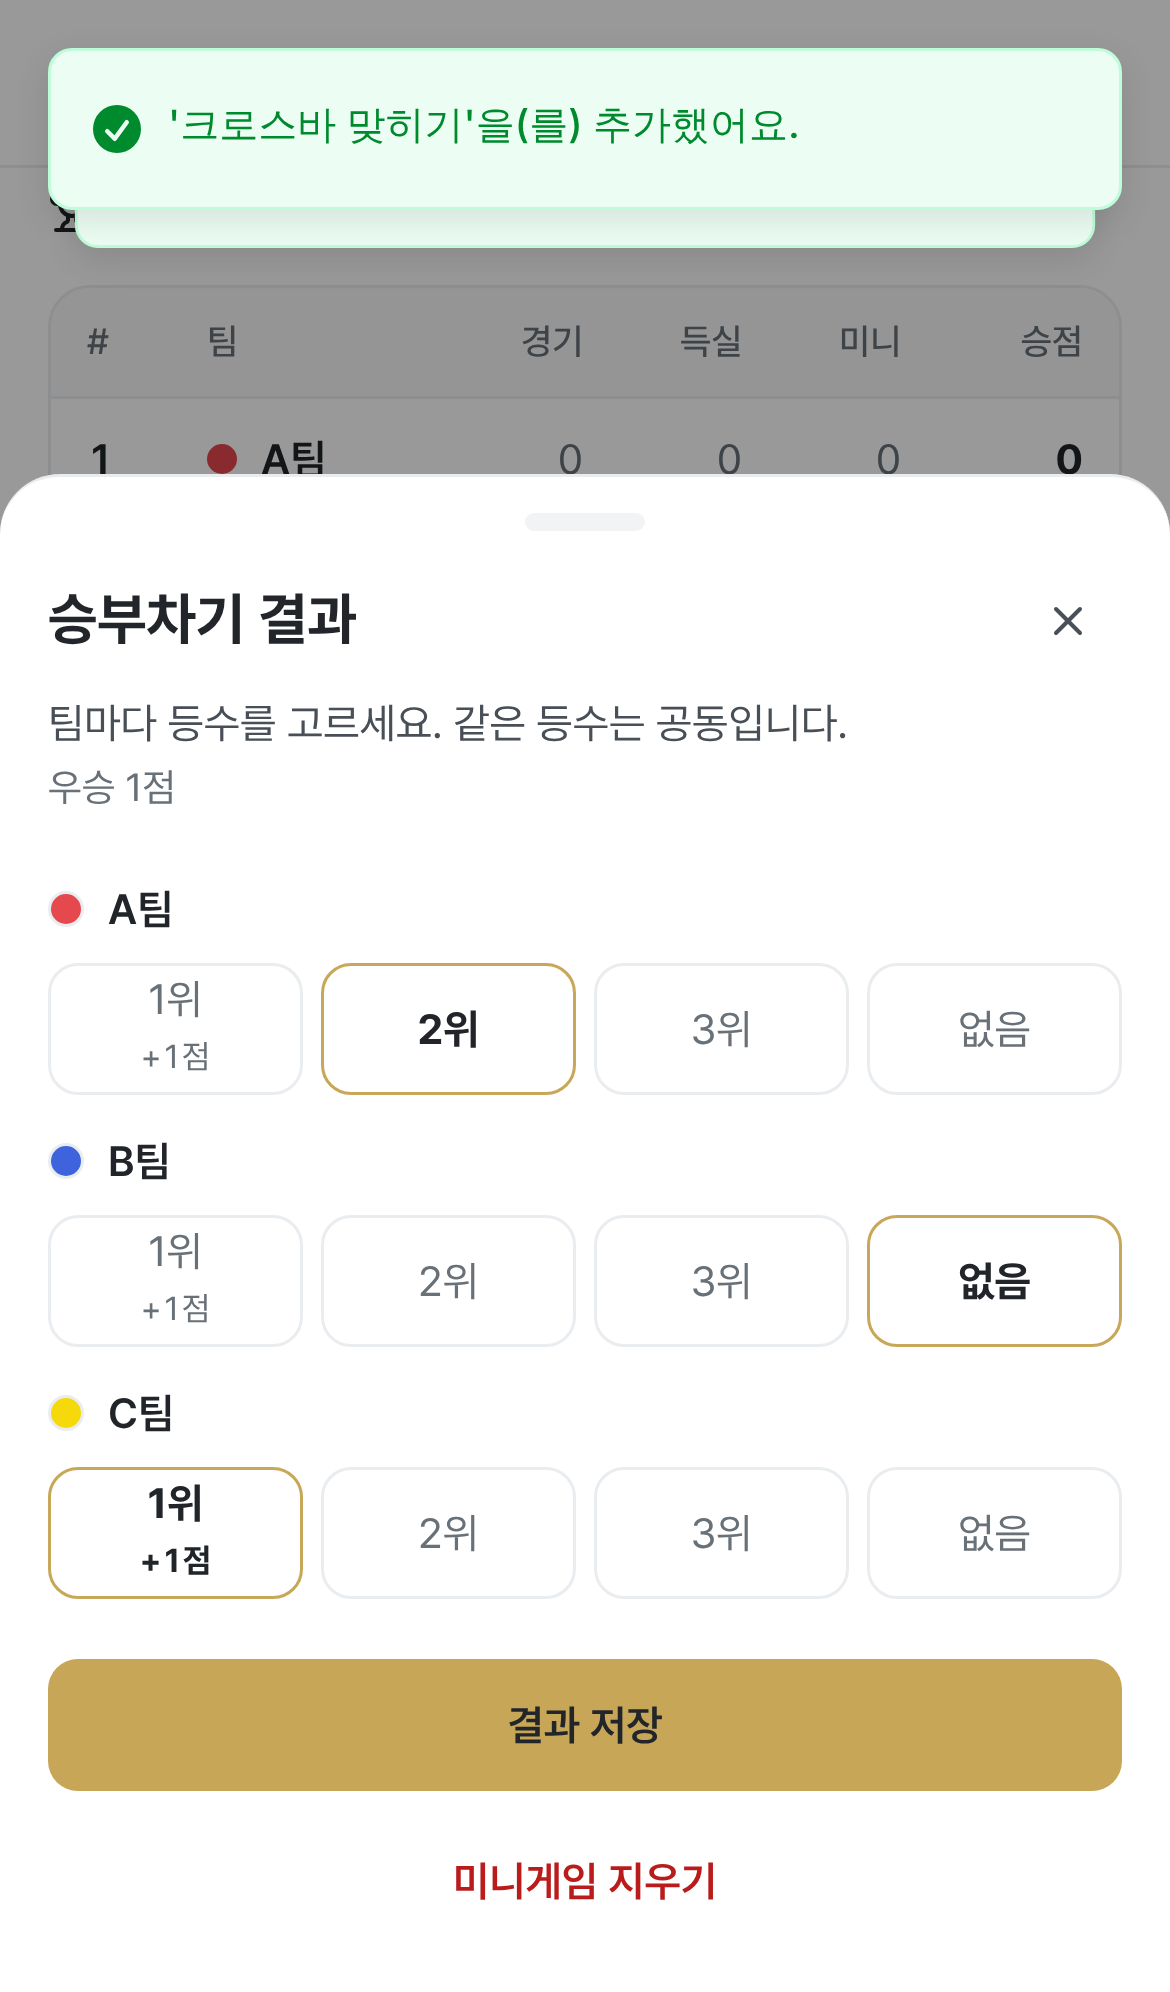 '크로스바 맞히기'을(를) 추가했어요.
# 팀 경기 득실 미니 승점
1 A팀 0 0 0 0
승부차기 결과
팀마다 등수를 고르세요. 같은 등수는 공동입니다.
우승 1점
A팀
1위 2위 3위 없음
+1점
B팀
1위 2위 3위 없음
+1점
C팀
1위 2위 3위 없음
+1점
결과 저장
미니게임 지우기